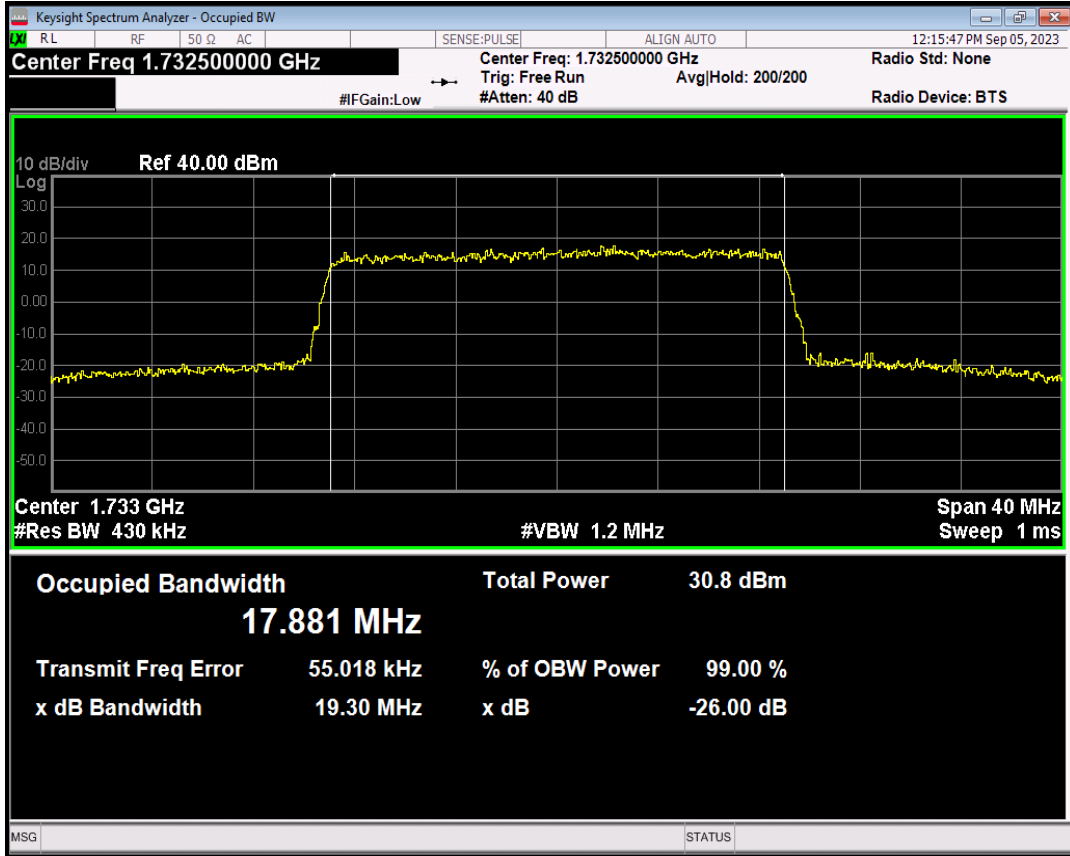 Keysight Spectrum Analyzer - Occupied BW
LXI RL RF 50 Ω AC SENSE:PULSE ALIGN AUTO 12:15:47 PM Sep 05, 2023
Center Freq 1.732500000 GHz
Center Freq: 1.732500000 GHz
Radio Std: None
Trig: Free Run
Avg|Hold: 200/200
#IFGain:Low
#Atten: 40 dB
Radio Device: BTS
10 dB/div Ref 40.00 dBm
Log
30.0
20.0
10.0
0.00
-10.0
-20.0
-30.0
-40.0
-50.0
Center 1.733 GHz
Span 40 MHz
#Res BW 430 kHz
#VBW 1.2 MHz
Sweep 1 ms
Occupied Bandwidth
Total Power 30.8 dBm
17.881 MHz
Transmit Freq Error 55.018 kHz
% of OBW Power 99.00 %
x dB Bandwidth 19.30 MHz
x dB -26.00 dB
MSG
STATUS